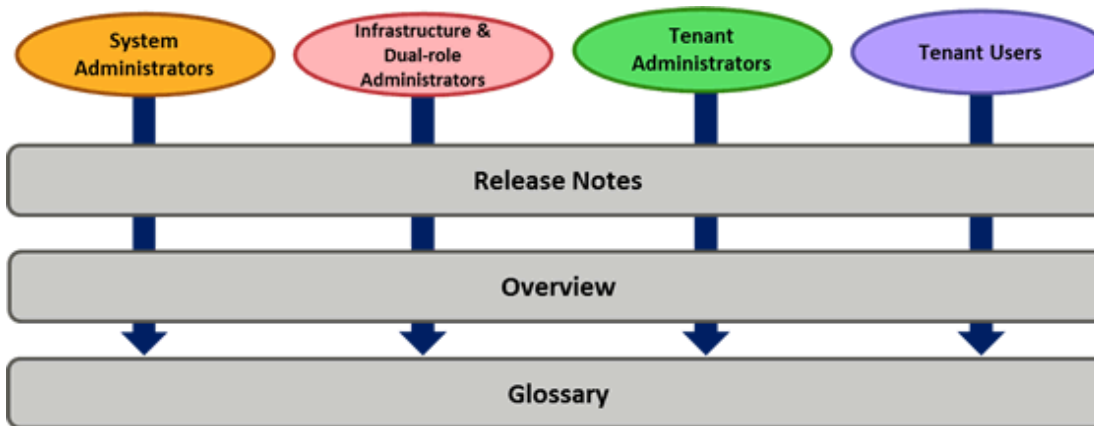 System
Administrators
Infrastructure &
Dual-role
Administrators
Tenant
Administrators
Tenant Users
Release Notes
Overview
Glossary